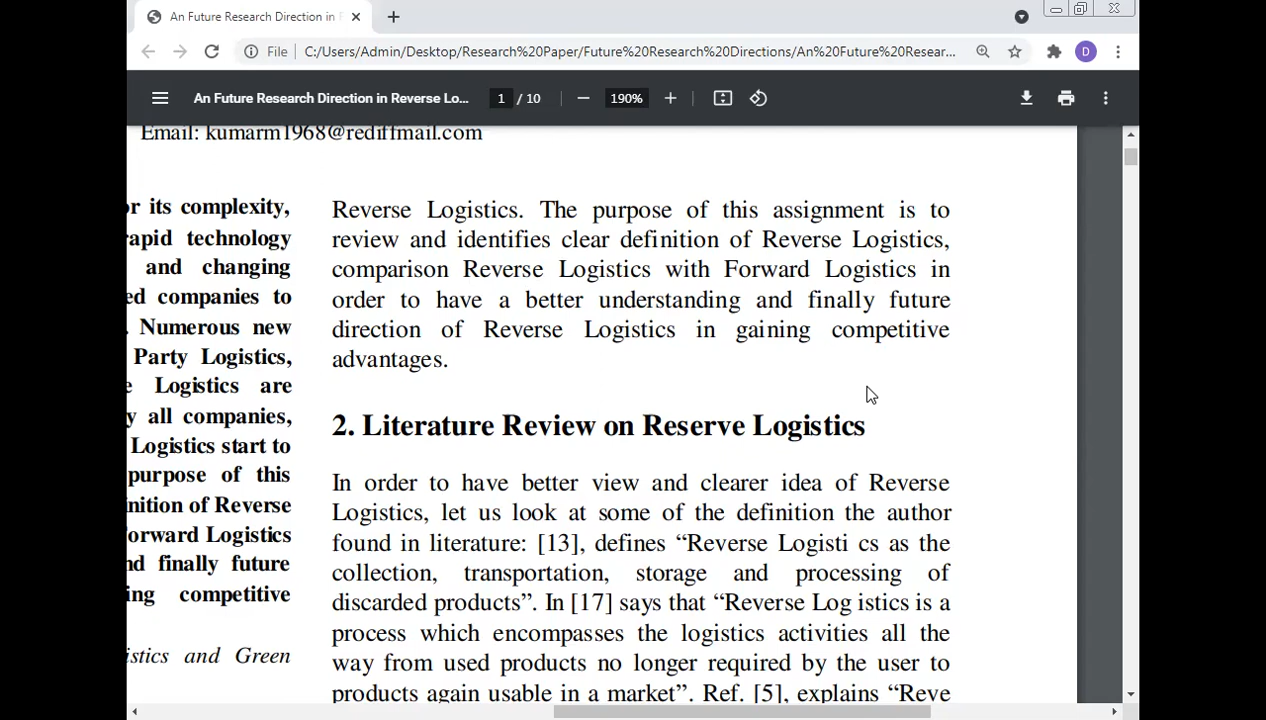 An Future Research Direction in
File C:/Users/Admin/Desktop/Research%20Paper/Future%20Research%20Directions/An%20Future%20Resear...
D
An Future Research Direction in Reverse Lo...
1 / 10
190%
Email: kumarm1968@rediffmail.com
its complexity,
rapid technology
and changing
companies to
Numerous new
Party Logistics,
Logistics are
all companies,
Logistics start to
purpose of this
of Reverse
Forward Logistics
finally future
competitive
and Green
Reverse Logistics. The purpose of this assignment is to
review and identifies clear definition of Reverse Logistics,
comparison Reverse Logistics with Forward Logistics in
order to have a better understanding and finally future
direction of Reverse Logistics in gaining competitive
advantages.
2. Literature Review on Reserve Logistics
In order to have better view and clearer idea of Reverse
Logistics, let us look at some of the definition the author
found in literature: [13], defines “Reverse Logisti cs as the
collection, transportation, storage and processing of
discarded products”. In [17] says that “Reverse Log istics is a
process which encompasses the logistics activities all the
way from used products no longer required by the user to
products again usable in a market”. Ref. [5], explains “Reve